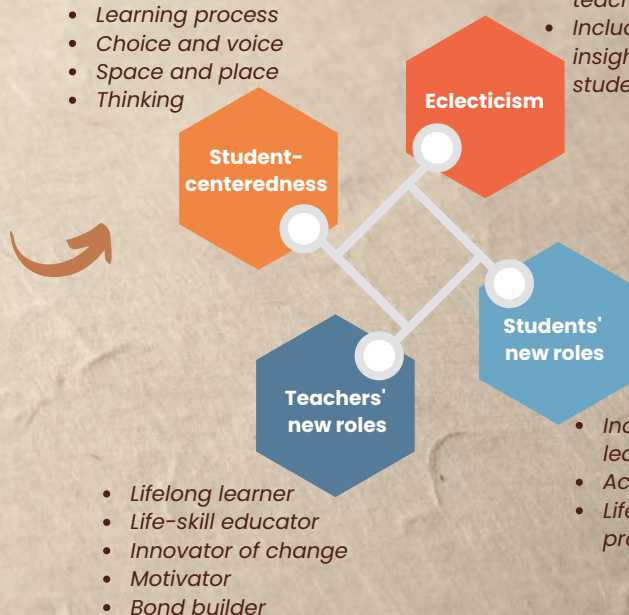 • Learning process
• Choice and voice
• Space and place
• Thinking
Student-
centeredness
Eclecticism
Students'
new roles
Teachers'
new roles
• Lifelong learner
• Life-skill educator
• Innovator of change
• Motivator
• Bond builder